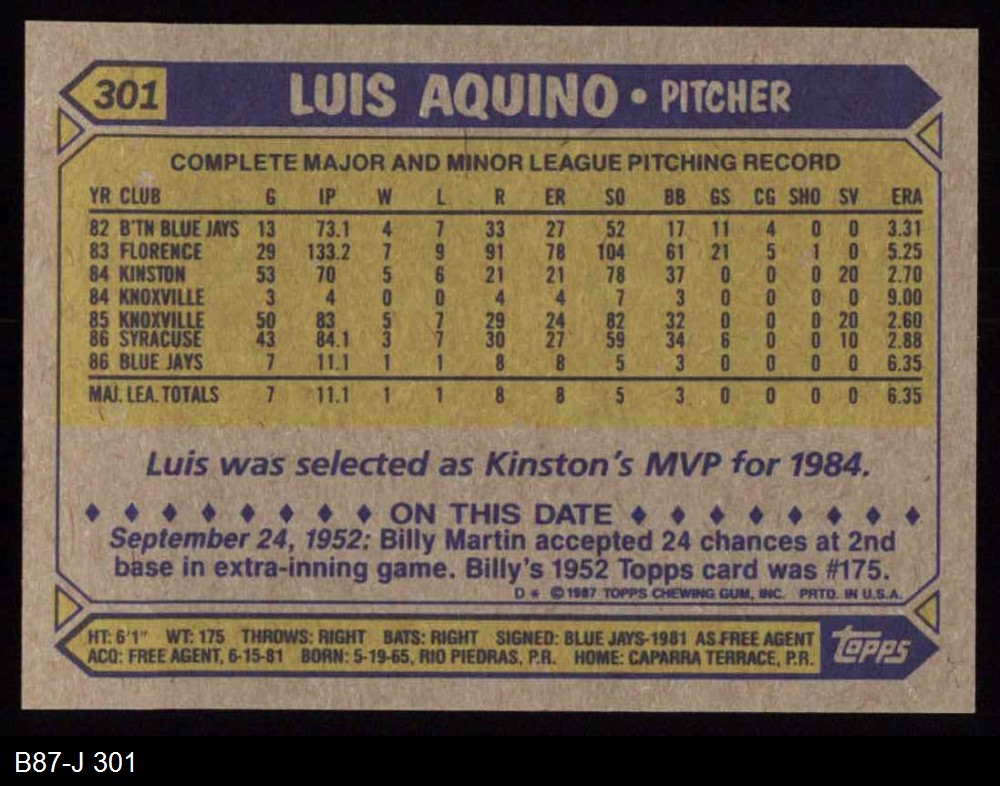 301 LUIS AQUINO • PITCHER
COMPLETE MAJOR AND MINOR LEAGUE PITCHING RECORD
YR CLUB G IP W L R ER SO BB GS CG SHO SV ERA
82 B'TN BLUE JAYS 13 73.1 4 7 33 27 52 17 11 4 0 0 3.31
83 FLORENCE 29 133.2 7 9 91 78 104 61 21 5 1 0 5.25
84 KINSTON 53 70 5 6 21 21 78 37 0 0 0 20 2.70
84 KNOXVILLE 3 4 0 0 4 4 7 3 0 0 0 0 9.00
85 KNOXVILLE 50 83 5 7 29 24 82 32 0 0 0 20 2.60
86 SYRACUSE 43 84.1 3 7 30 27 59 34 6 0 0 10 2.88
86 BLUE JAYS 7 11.1 1 1 8 8 5 3 0 0 0 0 6.35
MAJ. LEA. TOTALS 7 11.1 1 1 8 8 5 3 0 0 0 0 6.35
Luis was selected as Kinston's MVP for 1984.
♦ ♦ ♦ ♦ ♦ ♦ ♦ ♦ ON THIS DATE ♦ ♦ ♦ ♦ ♦ ♦ ♦ ♦
September 24, 1952: Billy Martin accepted 24 chances at 2nd
base in extra-inning game. Billy's 1952 Topps card was #175.
D * © 1987 TOPPS CHEWING GUM, INC. PRTD. IN U.S.A.
HT: 6'1" WT: 175 THROWS: RIGHT BATS: RIGHT SIGNED: BLUE JAYS-1981 AS FREE AGENT
ACQ: FREE AGENT, 6-15-81 BORN: 5-19-65, RIO PIEDRAS, P.R. HOME: CAPARRA TERRACE, P.R.
Topps
B87-J 301